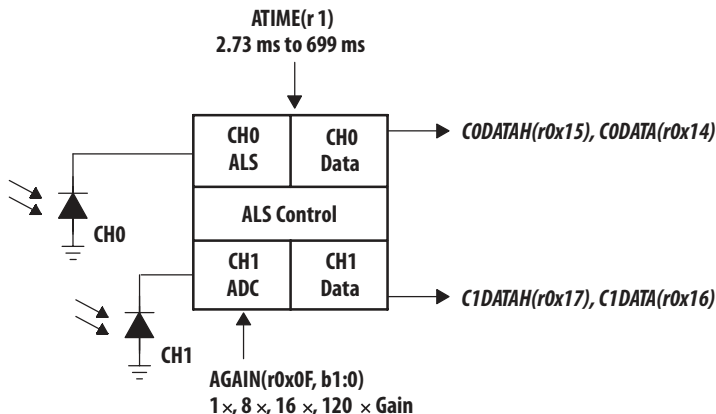 ATIME(r 1)
2.73 ms to 699 ms
CH0
ALS
CH0
Data
C0DATAH(r0x15), C0DATA(r0x14)
ALS Control
CH0
CH1
ADC
CH1
Data
C1DATAH(r0x17), C1DATA(r0x16)
CH1
AGAIN(r0x0F, b1:0)
1 ×, 8 ×, 16 ×, 120 × Gain